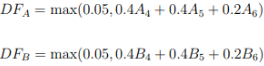 DF_A = max(0.05, 0.4A_4 + 0.4A_5 + 0.2A_6)
DF_B = max(0.05, 0.4B_4 + 0.4B_5 + 0.2B_6)